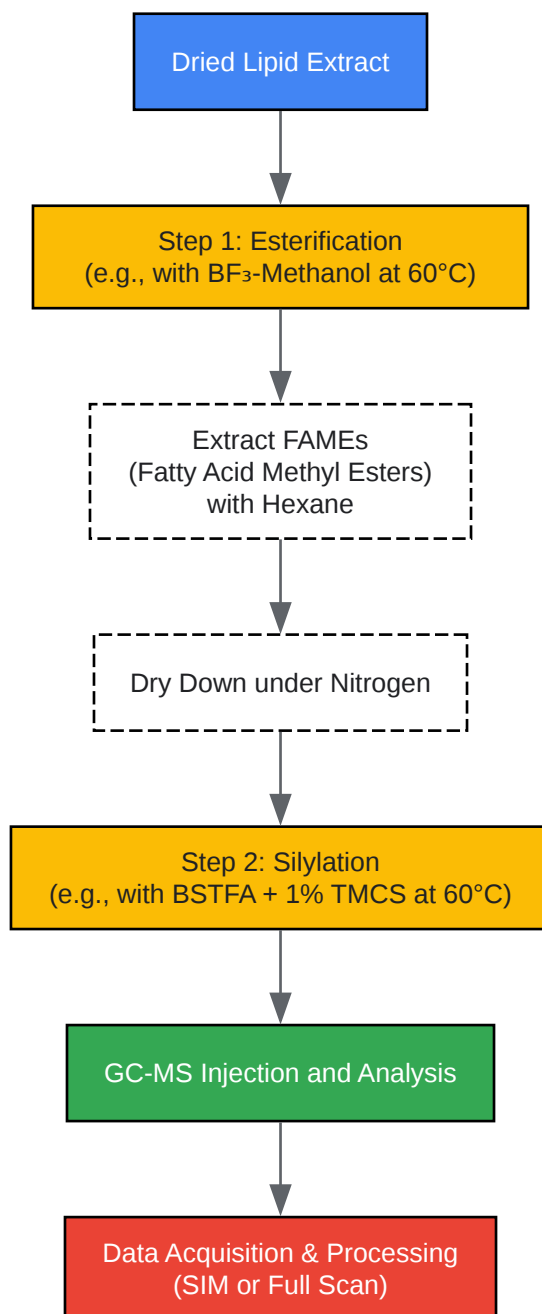 Dried Lipid Extract
Step 1: Esterification
(e.g., with BF₃-Methanol at 60°C)
Extract FAMEs
(Fatty Acid Methyl Esters)
with Hexane
Dry Down under Nitrogen
Step 2: Silylation
(e.g., with BSTFA + 1% TMCS at 60°C)
GC-MS Injection and Analysis
Data Acquisition & Processing
(SIM or Full Scan)